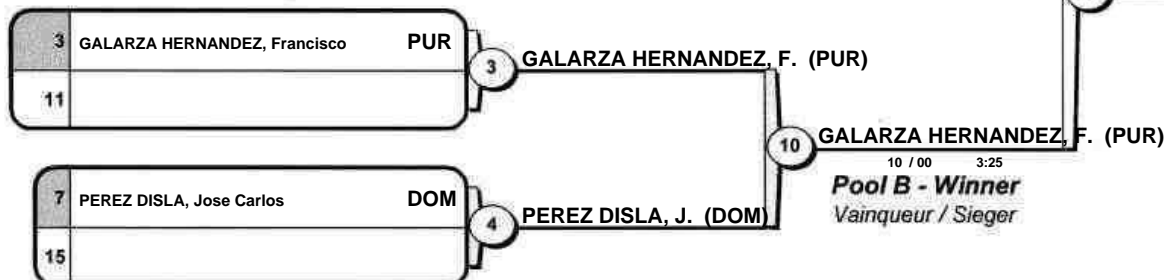 3 GALARZA HERNANDEZ, Francisco PUR
11
3
GALARZA HERNANDEZ, F. (PUR)
7 PEREZ DISLA, Jose Carlos DOM
15
4
PEREZ DISLA, J. (DOM)
10
GALARZA HERNANDEZ, F. (PUR)
10 / 00 3:25
Pool B - Winner
Vainqueur / Sieger